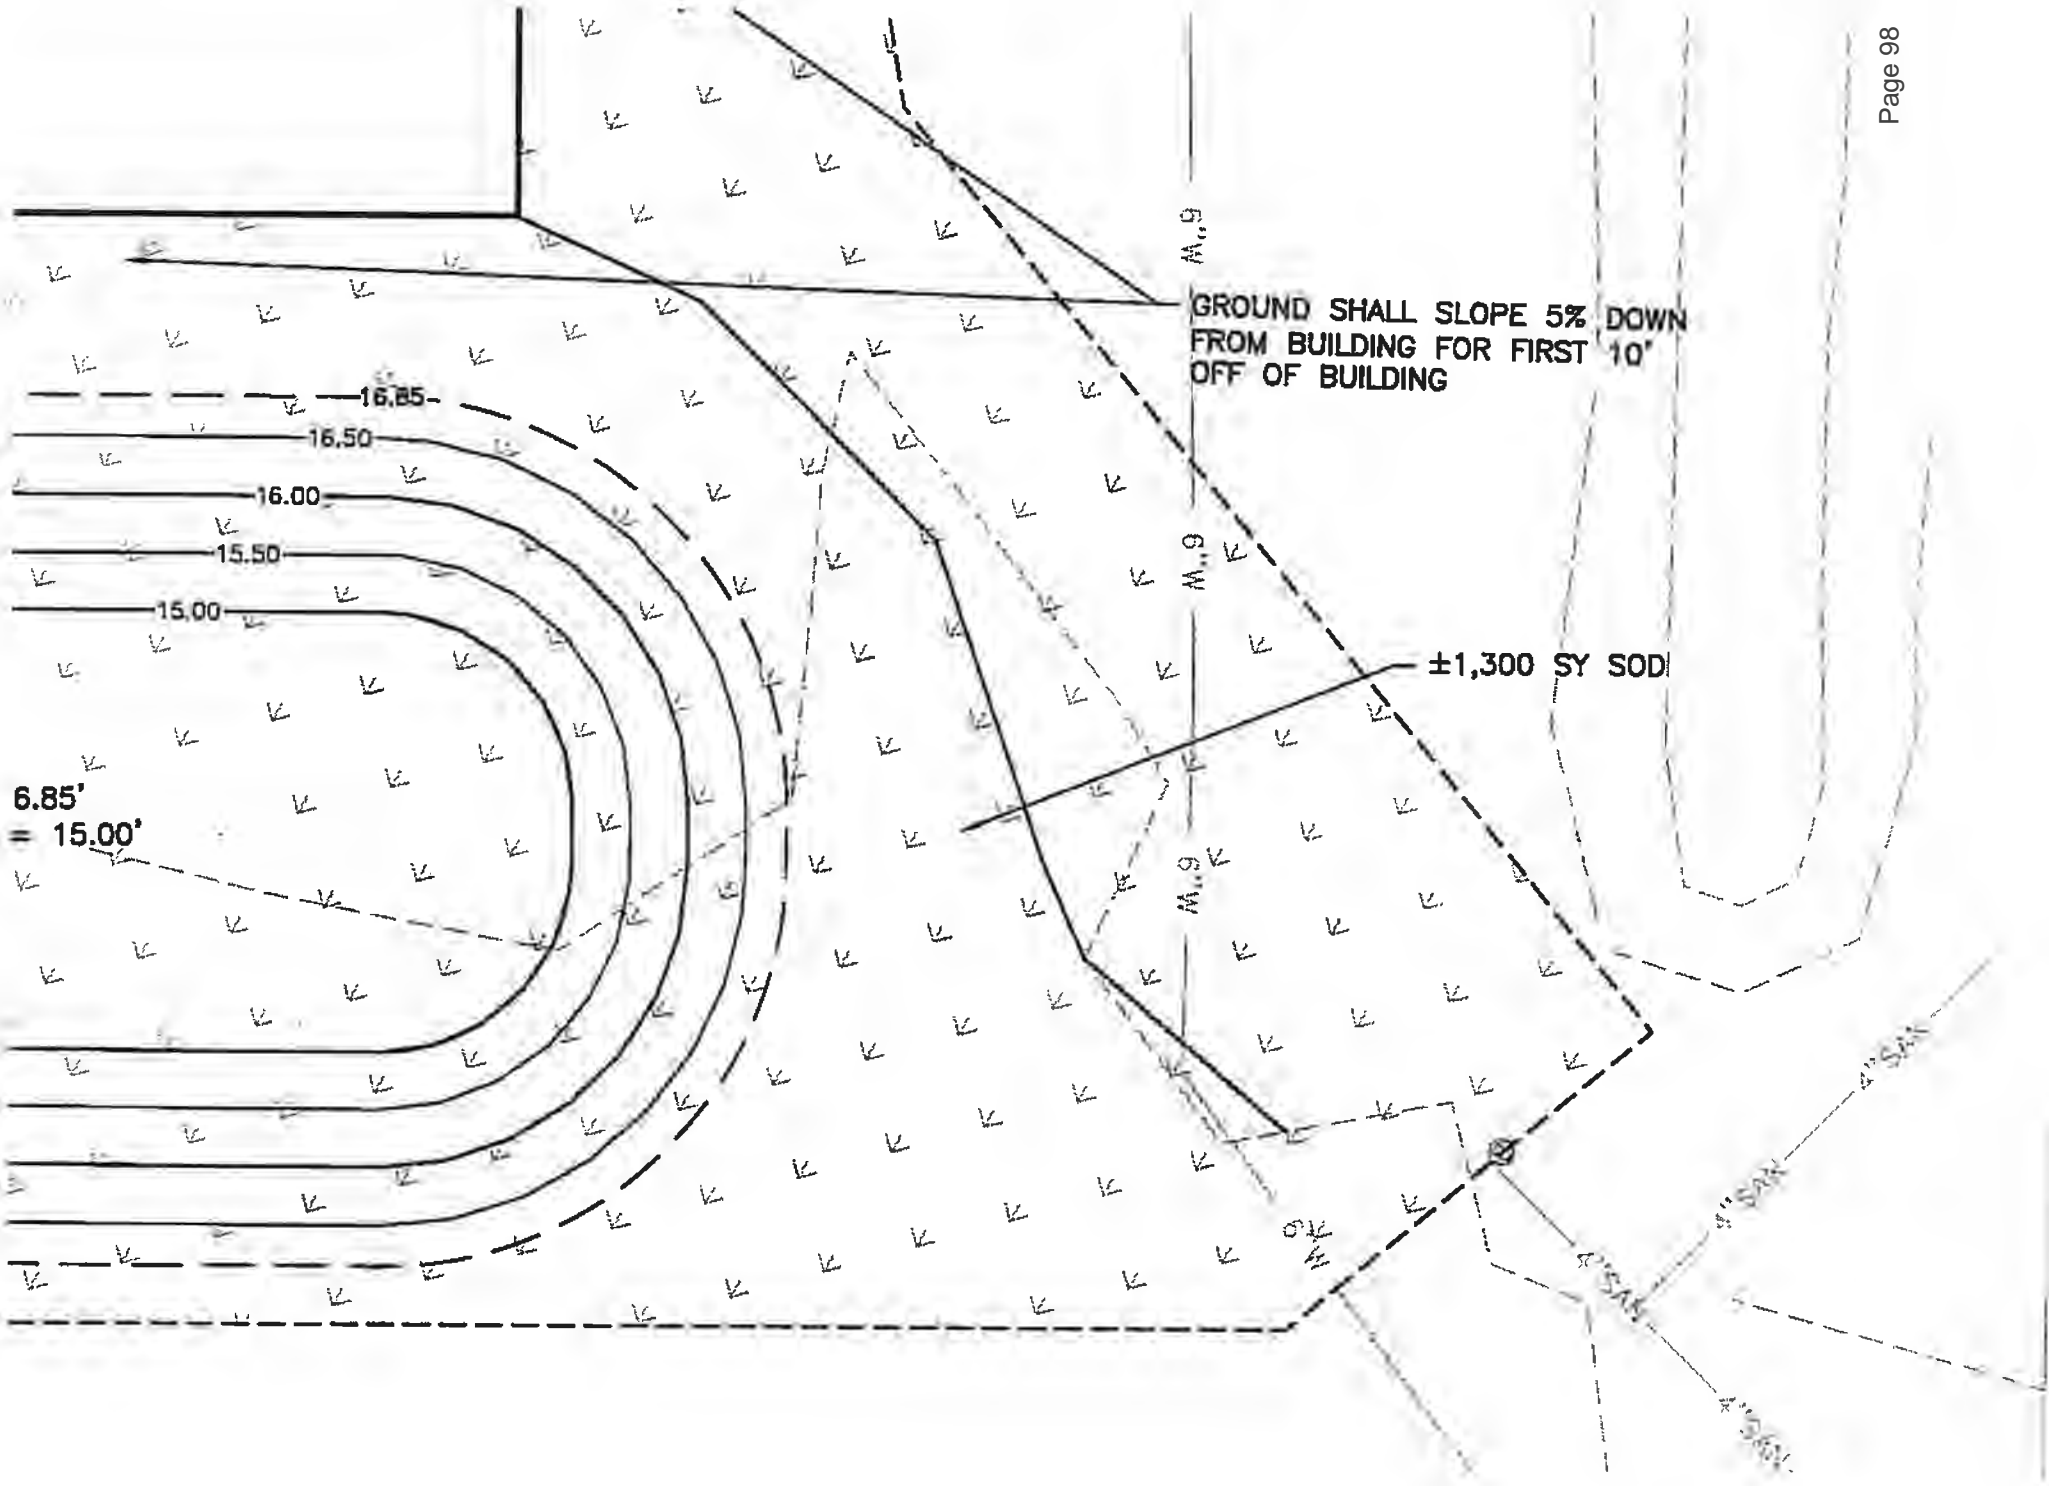 Page 98
6"W
GROUND SHALL SLOPE 5% DOWN
FROM BUILDING FOR FIRST 10'
OFF OF BUILDING
16.85
16.50
16.00
15.50
15.00
6"W
±1,300 SY SOD
6.85'
= 15.00'
6"W
4"SAN
4"SAN
6"W
4"SAN
4"SAN